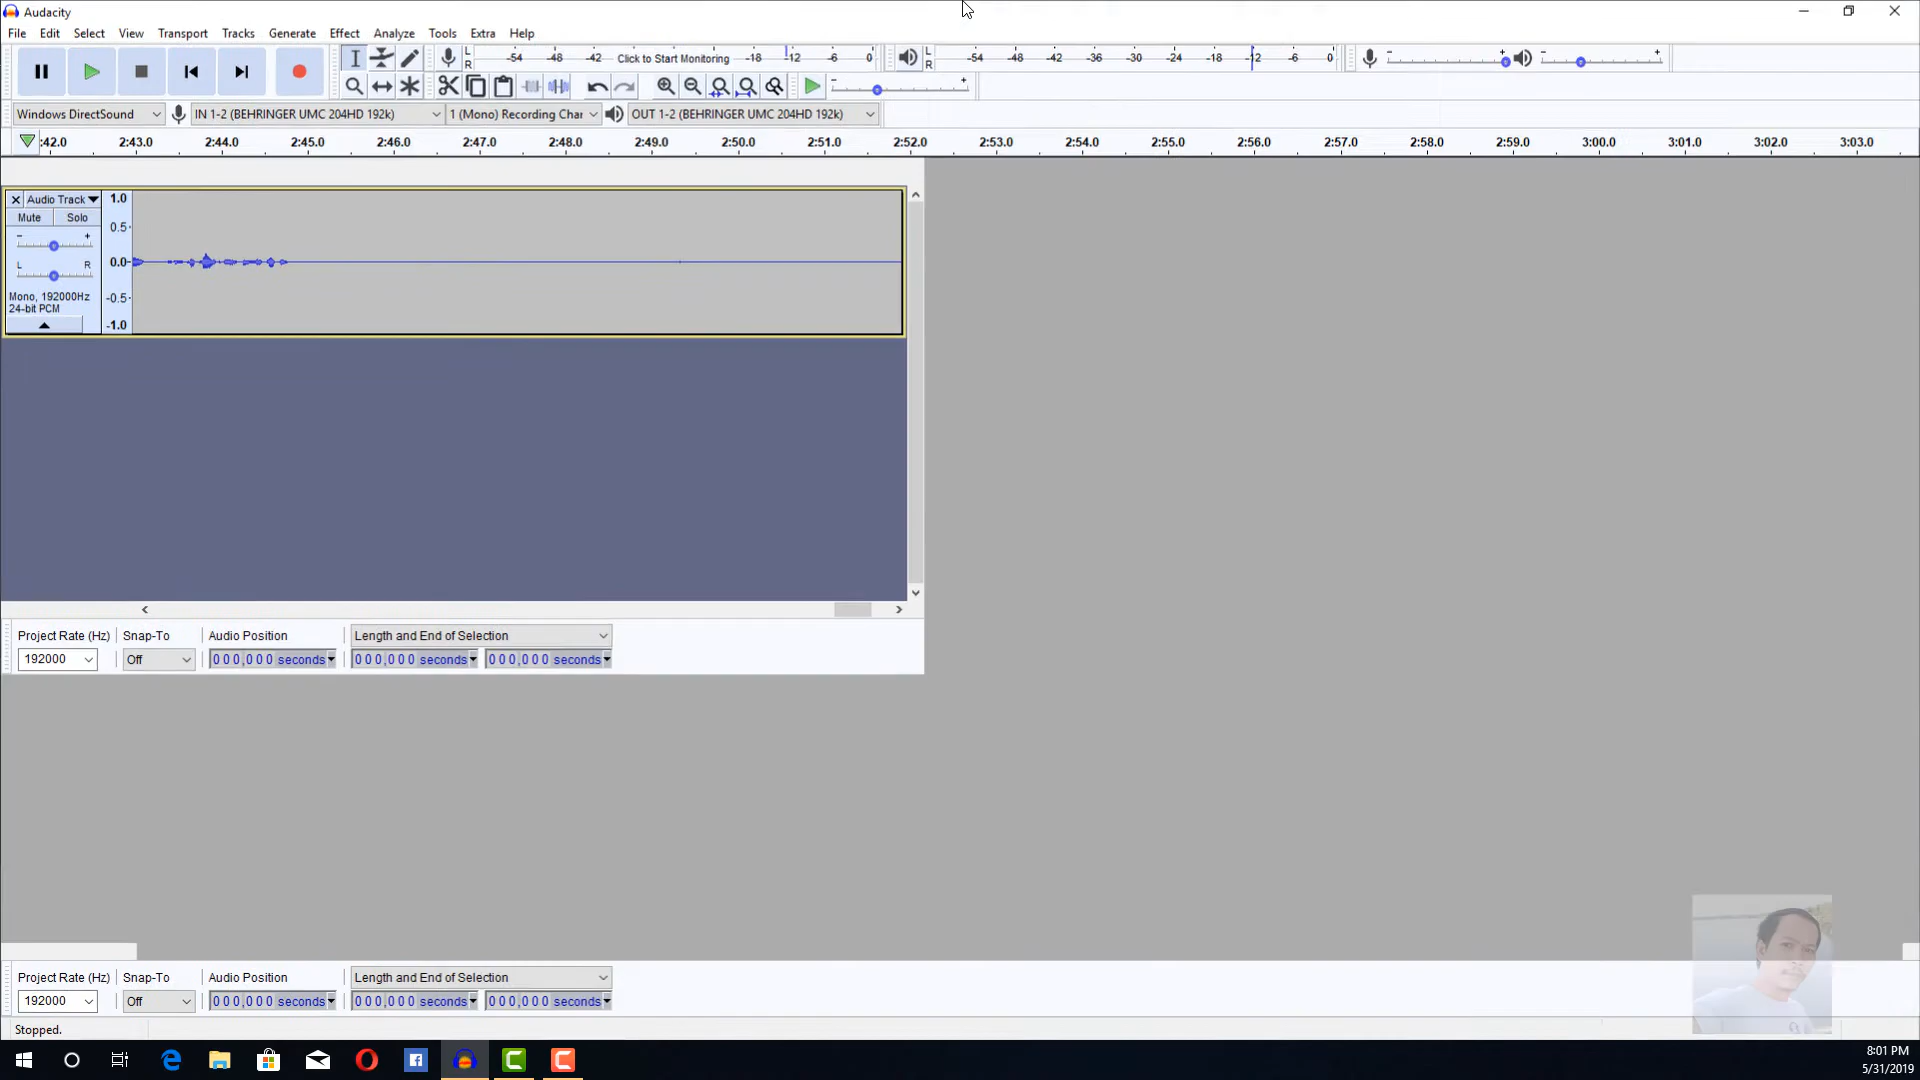 Audacity
File Edit Select View Transport Tracks Generate Effect Analyze Tools Extra Help
L R -54 -48 -42 Click to Start Monitoring -18 -12 -6 0 L R -54 -48 -42 -36 -30 -24 -18 -12 -6 0 - + - +
- +
Windows DirectSound IN 1-2 (BEHRINGER UMC 204HD 192k) 1 (Mono) Recording Char OUT 1-2 (BEHRINGER UMC 204HD 192k)
:42.0 2:43.0 2:44.0 2:45.0 2:46.0 2:47.0 2:48.0 2:49.0 2:50.0 2:51.0 2:52.0 2:53.0 2:54.0 2:55.0 2:56.0 2:57.0 2:58.0 2:59.0 3:00.0 3:01.0 3:02.0 3:03.0
Audio Track 1.0
Mute Solo
0.5
- +
L R 0.0
Mono, 192000Hz -0.5
24-bit PCM
-1.0
Project Rate (Hz) Snap-To Audio Position Length and End of Selection
192000 Off 0 0 0,0 0 0 seconds 0 0 0,0 0 0 seconds 0 0 0,0 0 0 seconds
Project Rate (Hz) Snap-To Audio Position Length and End of Selection
192000 Off 0 0 0,0 0 0 seconds 0 0 0,0 0 0 seconds 0 0 0,0 0 0 seconds
Stopped.
8:01 PM
5/31/2019